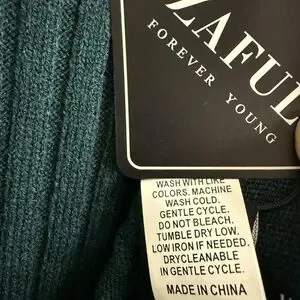 ZAFUL
FOREVER YOUNG
WASH WITH LIKE
COLORS. MACHINE
WASH COLD.
GENTLE CYCLE.
DO NOT BLEACH.
TUMBLE DRY LOW.
LOW IRON IF NEEDED.
DRYCLEANABLE
IN GENTLE CYCLE.
MADE IN CHINA